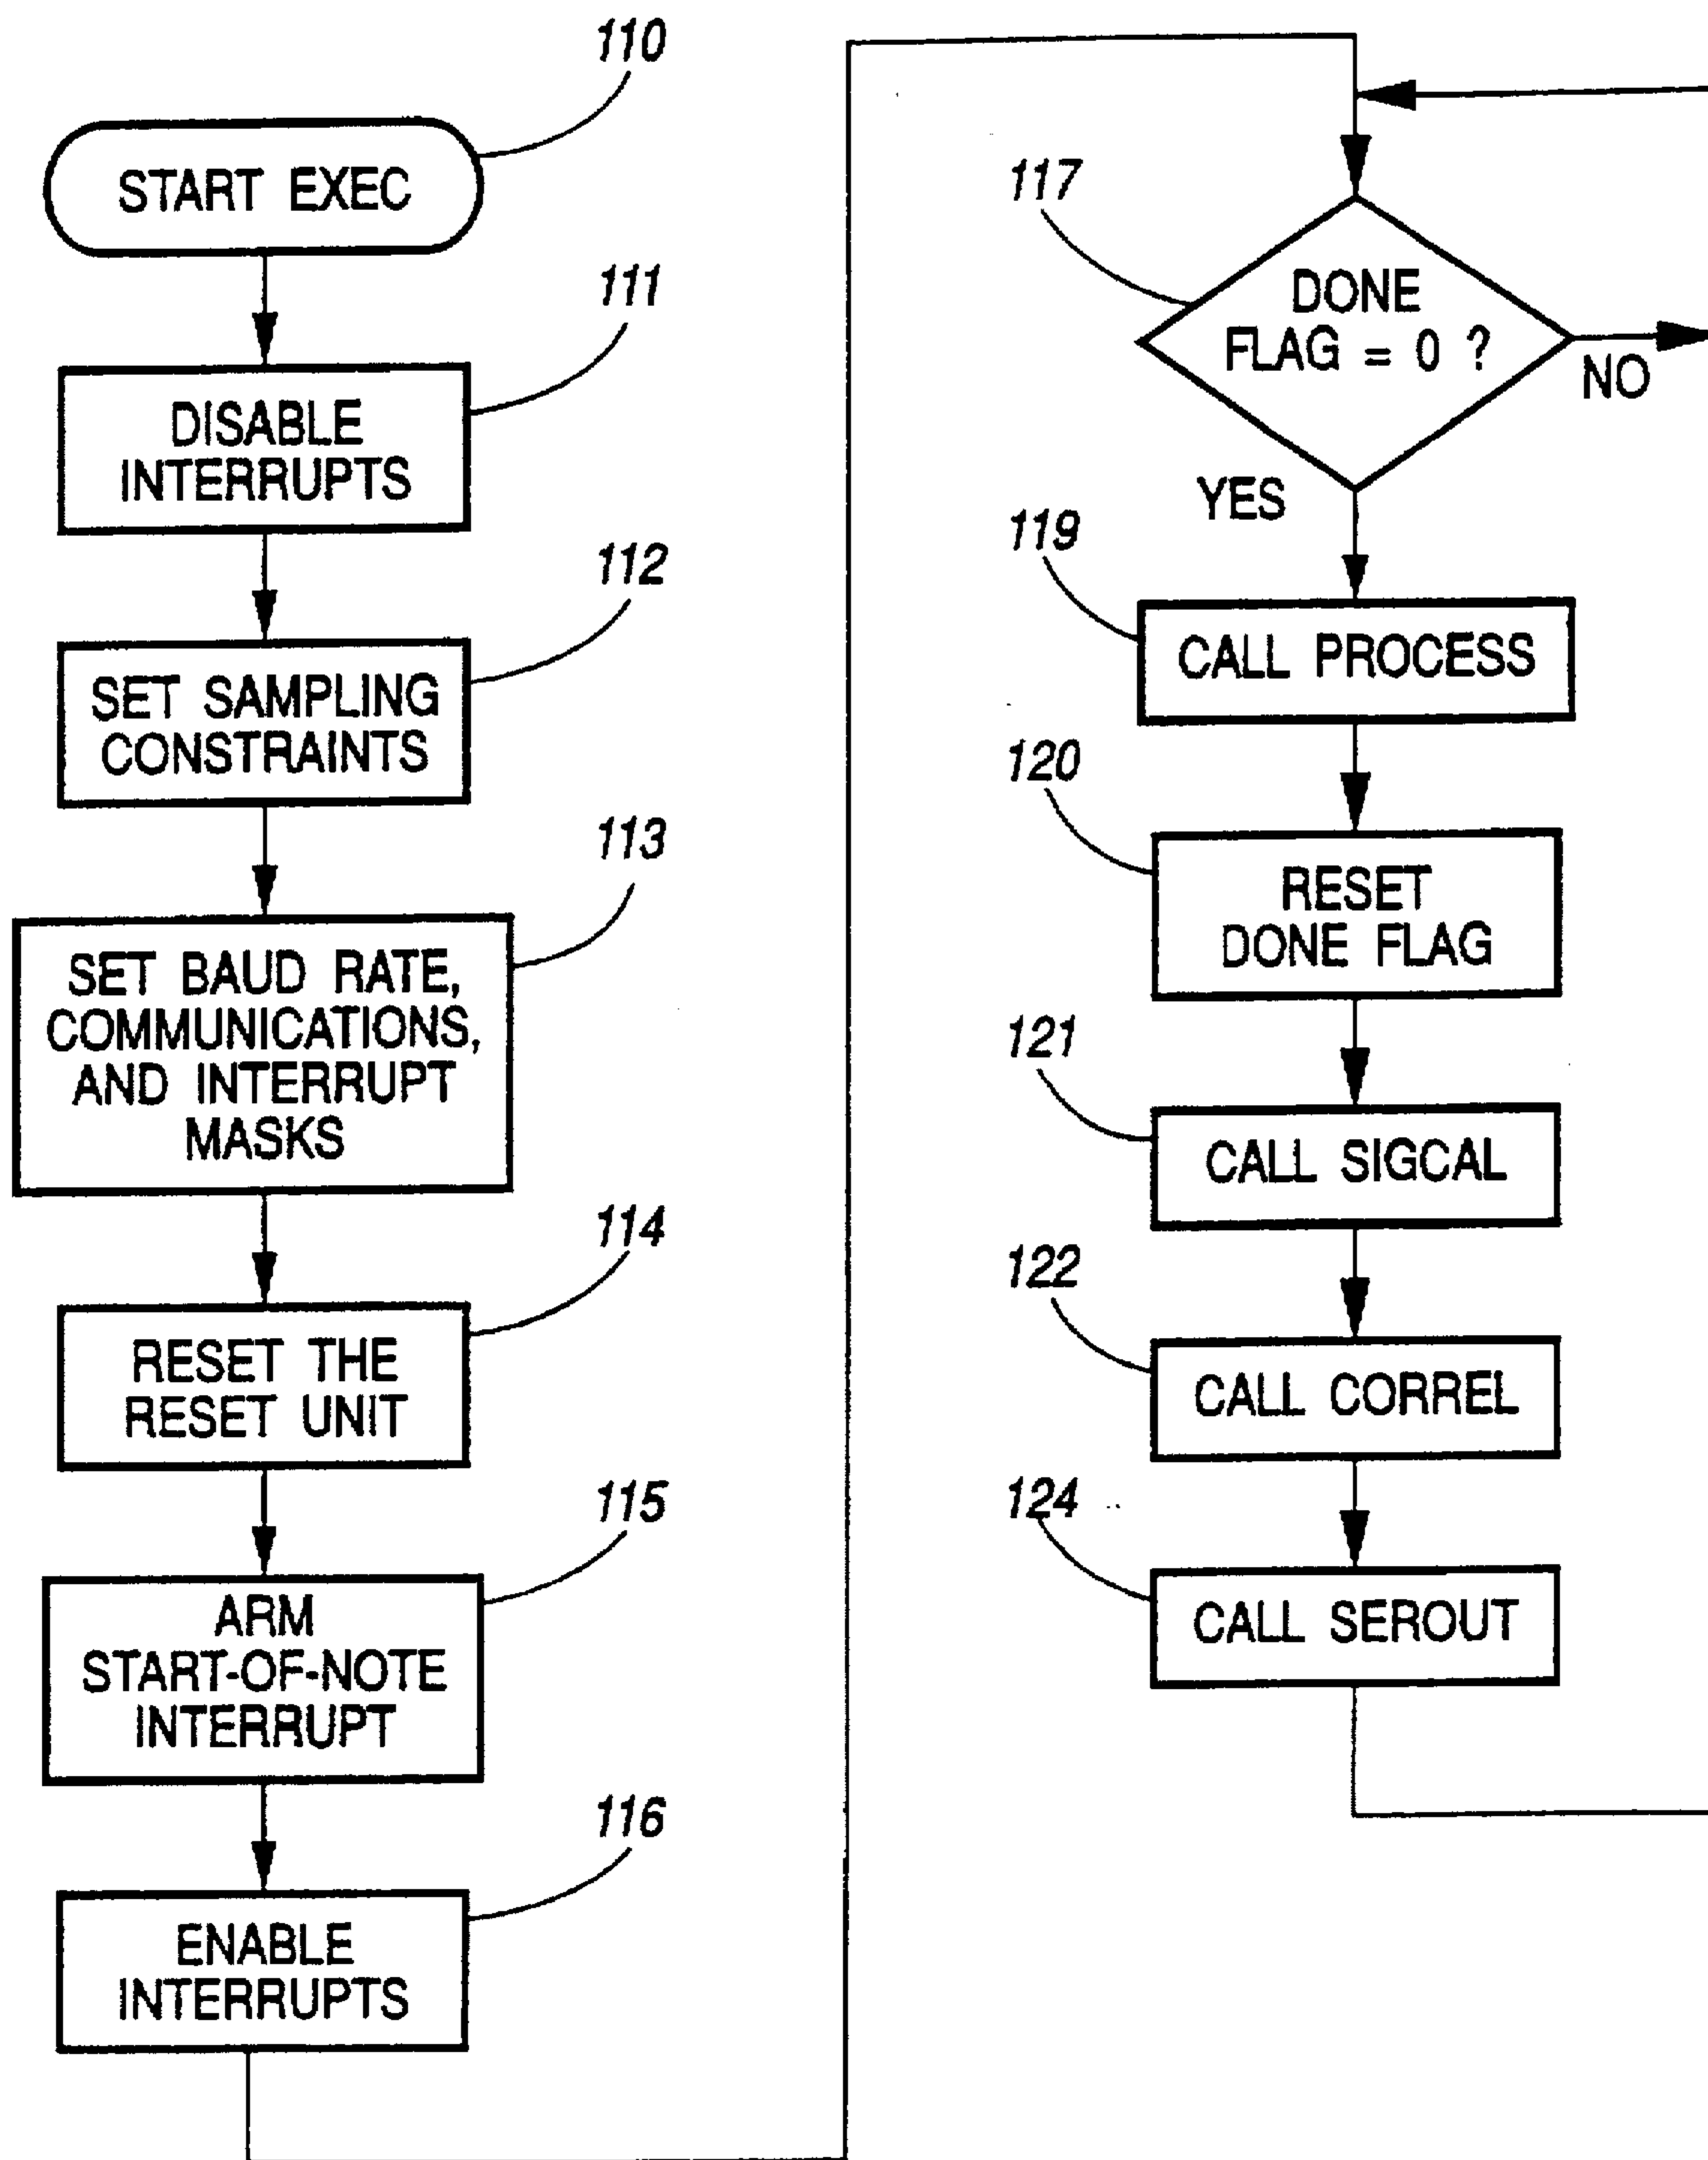 110
START EXEC
111
DISABLE
INTERRUPTS
112
SET SAMPLING
CONSTRAINTS
113
SET BAUD RATE,
COMMUNICATIONS,
AND INTERRUPT
MASKS
114
RESET THE
RESET UNIT
115
ARM
START-OF-NOTE
INTERRUPT
116
ENABLE
INTERRUPTS
117
DONE
FLAG = 0 ?
NO
YES
119
CALL PROCESS
120
RESET
DONE FLAG
121
CALL SIGCAL
122
CALL CORREL
124
CALL SEROUT